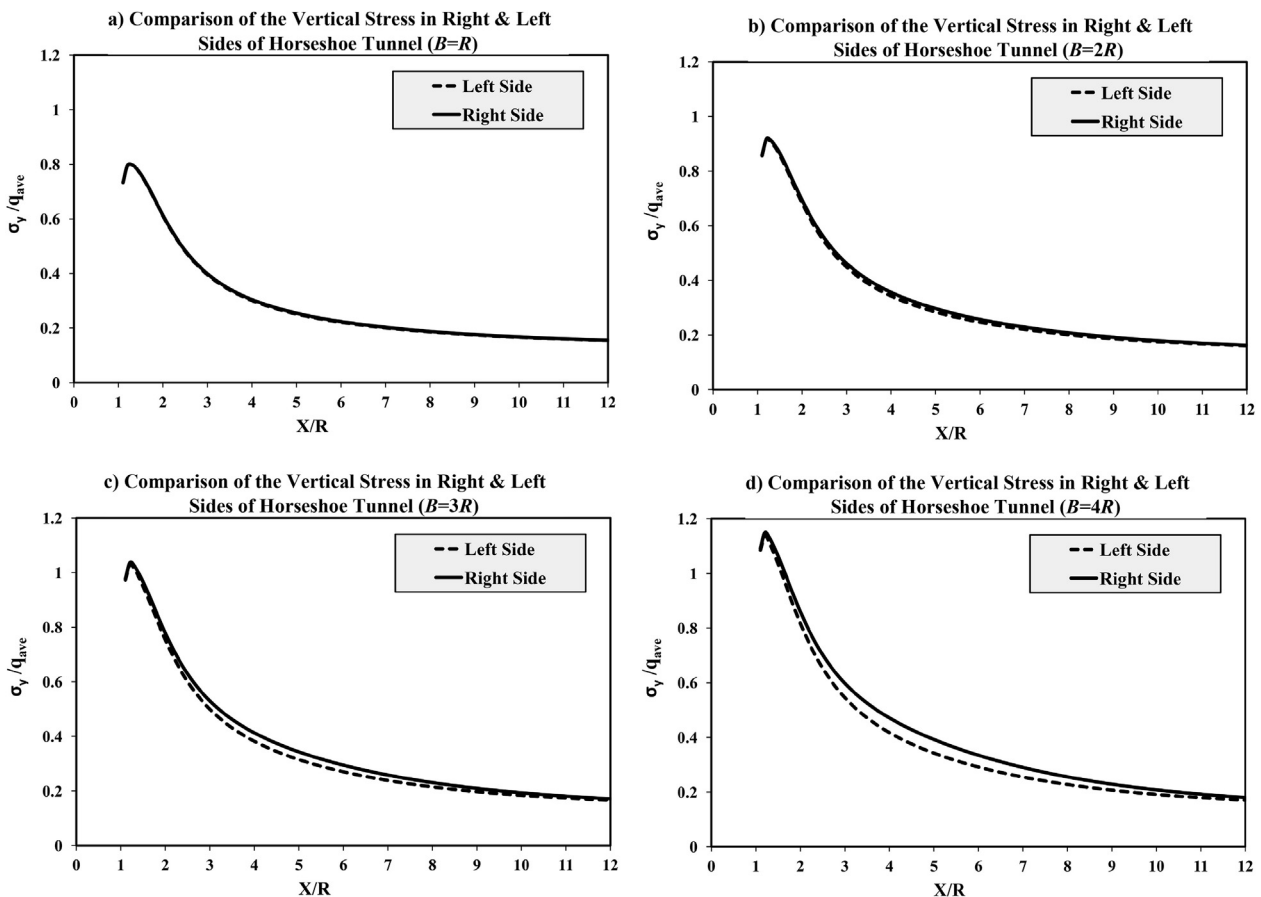 a) Comparison of the Vertical Stress in Right & Left
Sides of Horseshoe Tunnel (B=R)
1.2
1
0.8
0.6
0.4
0.2
0
σy /qave
Left Side
Right Side
0 1 2 3 4 5 6 7 8 9 10 11 12
X/R
b) Comparison of the Vertical Stress in Right & Left
Sides of Horseshoe Tunnel (B=2R)
1.2
1
0.8
0.6
0.4
0.2
0
σy /qave
Left Side
Right Side
0 1 2 3 4 5 6 7 8 9 10 11 12
X/R
c) Comparison of the Vertical Stress in Right & Left
Sides of Horseshoe Tunnel (B=3R)
1.2
1
0.8
0.6
0.4
0.2
0
σy /qave
Left Side
Right Side
0 1 2 3 4 5 6 7 8 9 10 11 12
X/R
d) Comparison of the Vertical Stress in Right & Left
Sides of Horseshoe Tunnel (B=4R)
1.2
1
0.8
0.6
0.4
0.2
0
σy /qave
Left Side
Right Side
0 1 2 3 4 5 6 7 8 9 10 11 12
X/R